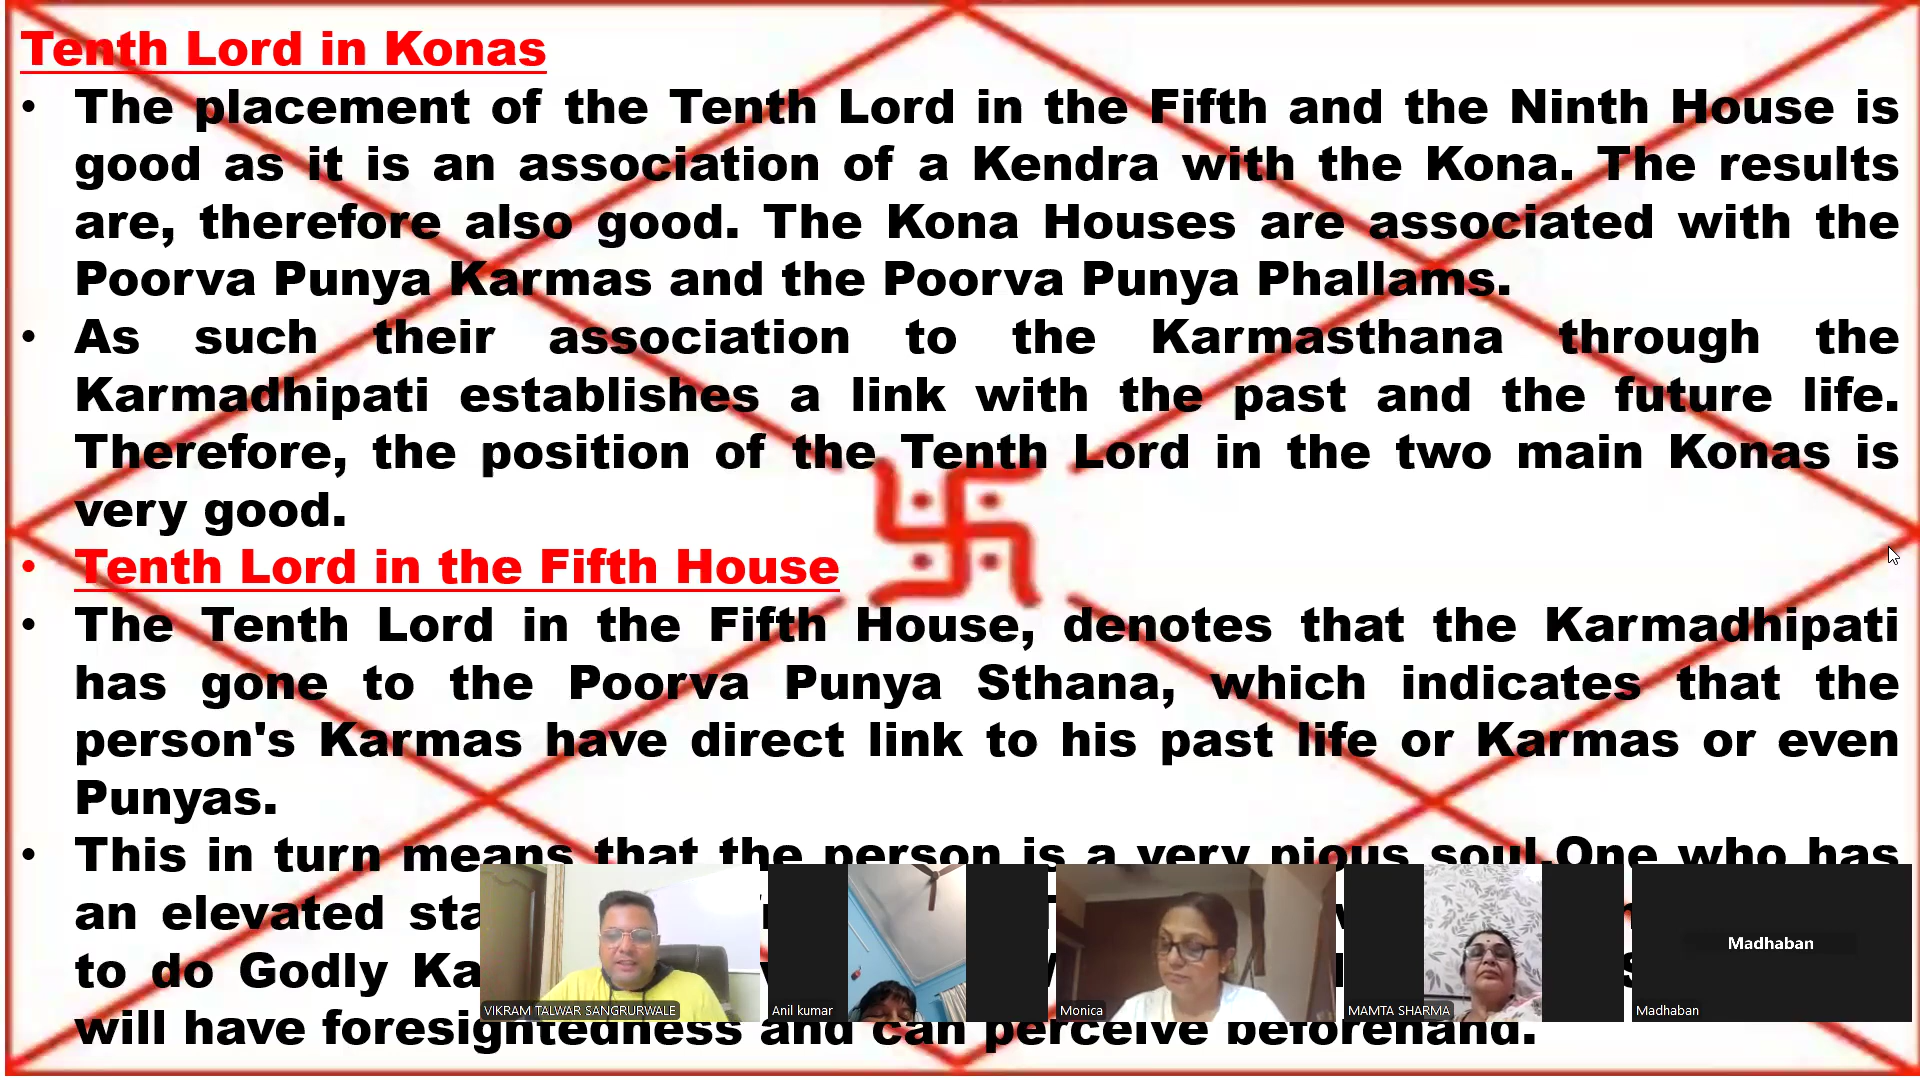 Tenth Lord in Konas
• The placement of the Tenth Lord in the Fifth and the Ninth House is
good as it is an association of a Kendra with the Kona. The results
are, therefore also good. The Kona Houses are associated with the
Poorva Punya Karmas and the Poorva Punya Phallams.
• As such their association to the Karmasthana through the
Karmadhipati establishes a link with the past and the future life.
Therefore, the position of the Tenth Lord in the two main Konas is
very good.
• Tenth Lord in the Fifth House
• The Tenth Lord in the Fifth House, denotes that the Karmadhipati
has gone to the Poorva Punya Sthana, which indicates that the
person's Karmas have direct link to his past life or Karmas or even
Punyas.
• This in turn means that the person is a very pious soul.One who has
an elevated
to do Godly
will have foresightedness and can perceive beforehand.
VIKRAM TALWAR SANGRURWALE
Anil kumar
Monica
MAMTA SHARMA
Madhaban
Madhaban